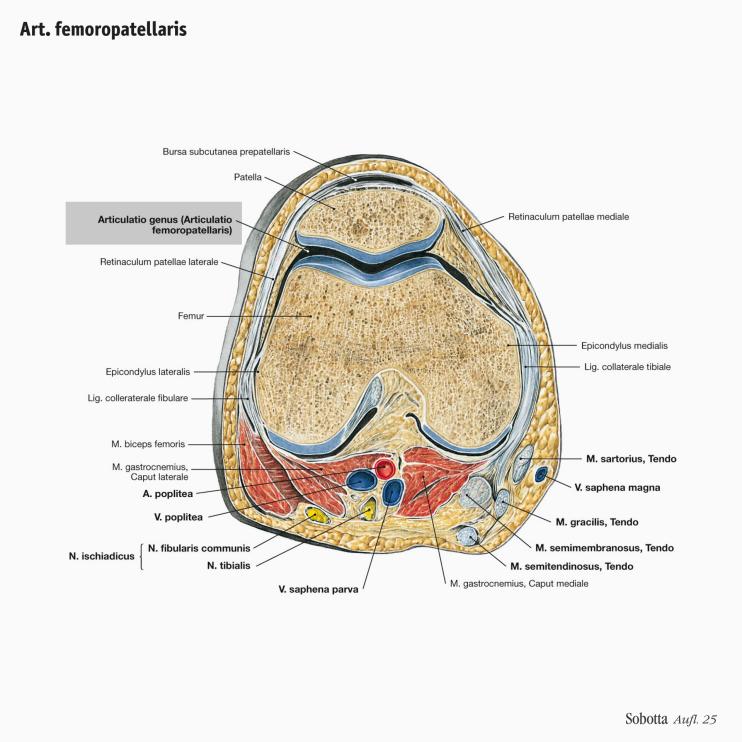 Art. femoropatellaris
Bursa subcutanea prepatellaris
Patella
Articulatio genus (Articulatio
femoropatellaris)
Retinaculum patellae laterale
Femur
Epicondylus lateralis
Lig. colleraterale fibulare
M. biceps femoris
M. gastrocnemius,
Caput laterale
A. poplitea
V. poplitea
N. ischiadicus
N. fibularis communis
N. tibialis
V. saphena parva
Retinaculum patellae mediale
Epicondylus medialis
Lig. collaterale tibiale
M. sartorius, Tendo
V. saphena magna
M. gracilis, Tendo
M. semimembranosus, Tendo
M. semitendinosus, Tendo
M. gastrocnemius, Caput mediale
Sobotta Aufl. 25